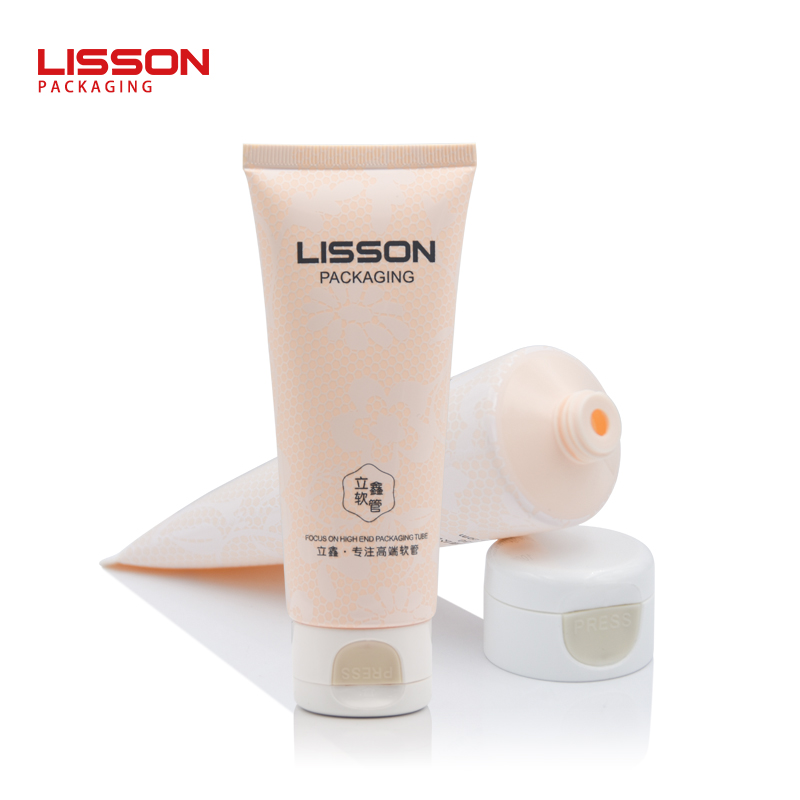 LISSON
PACKAGING
LISSON
PACKAGING
立鑫
软管
FOCUS ON HIGH END PACKAGING TUBE
立鑫·专注高端软管
PRESS
PRESS